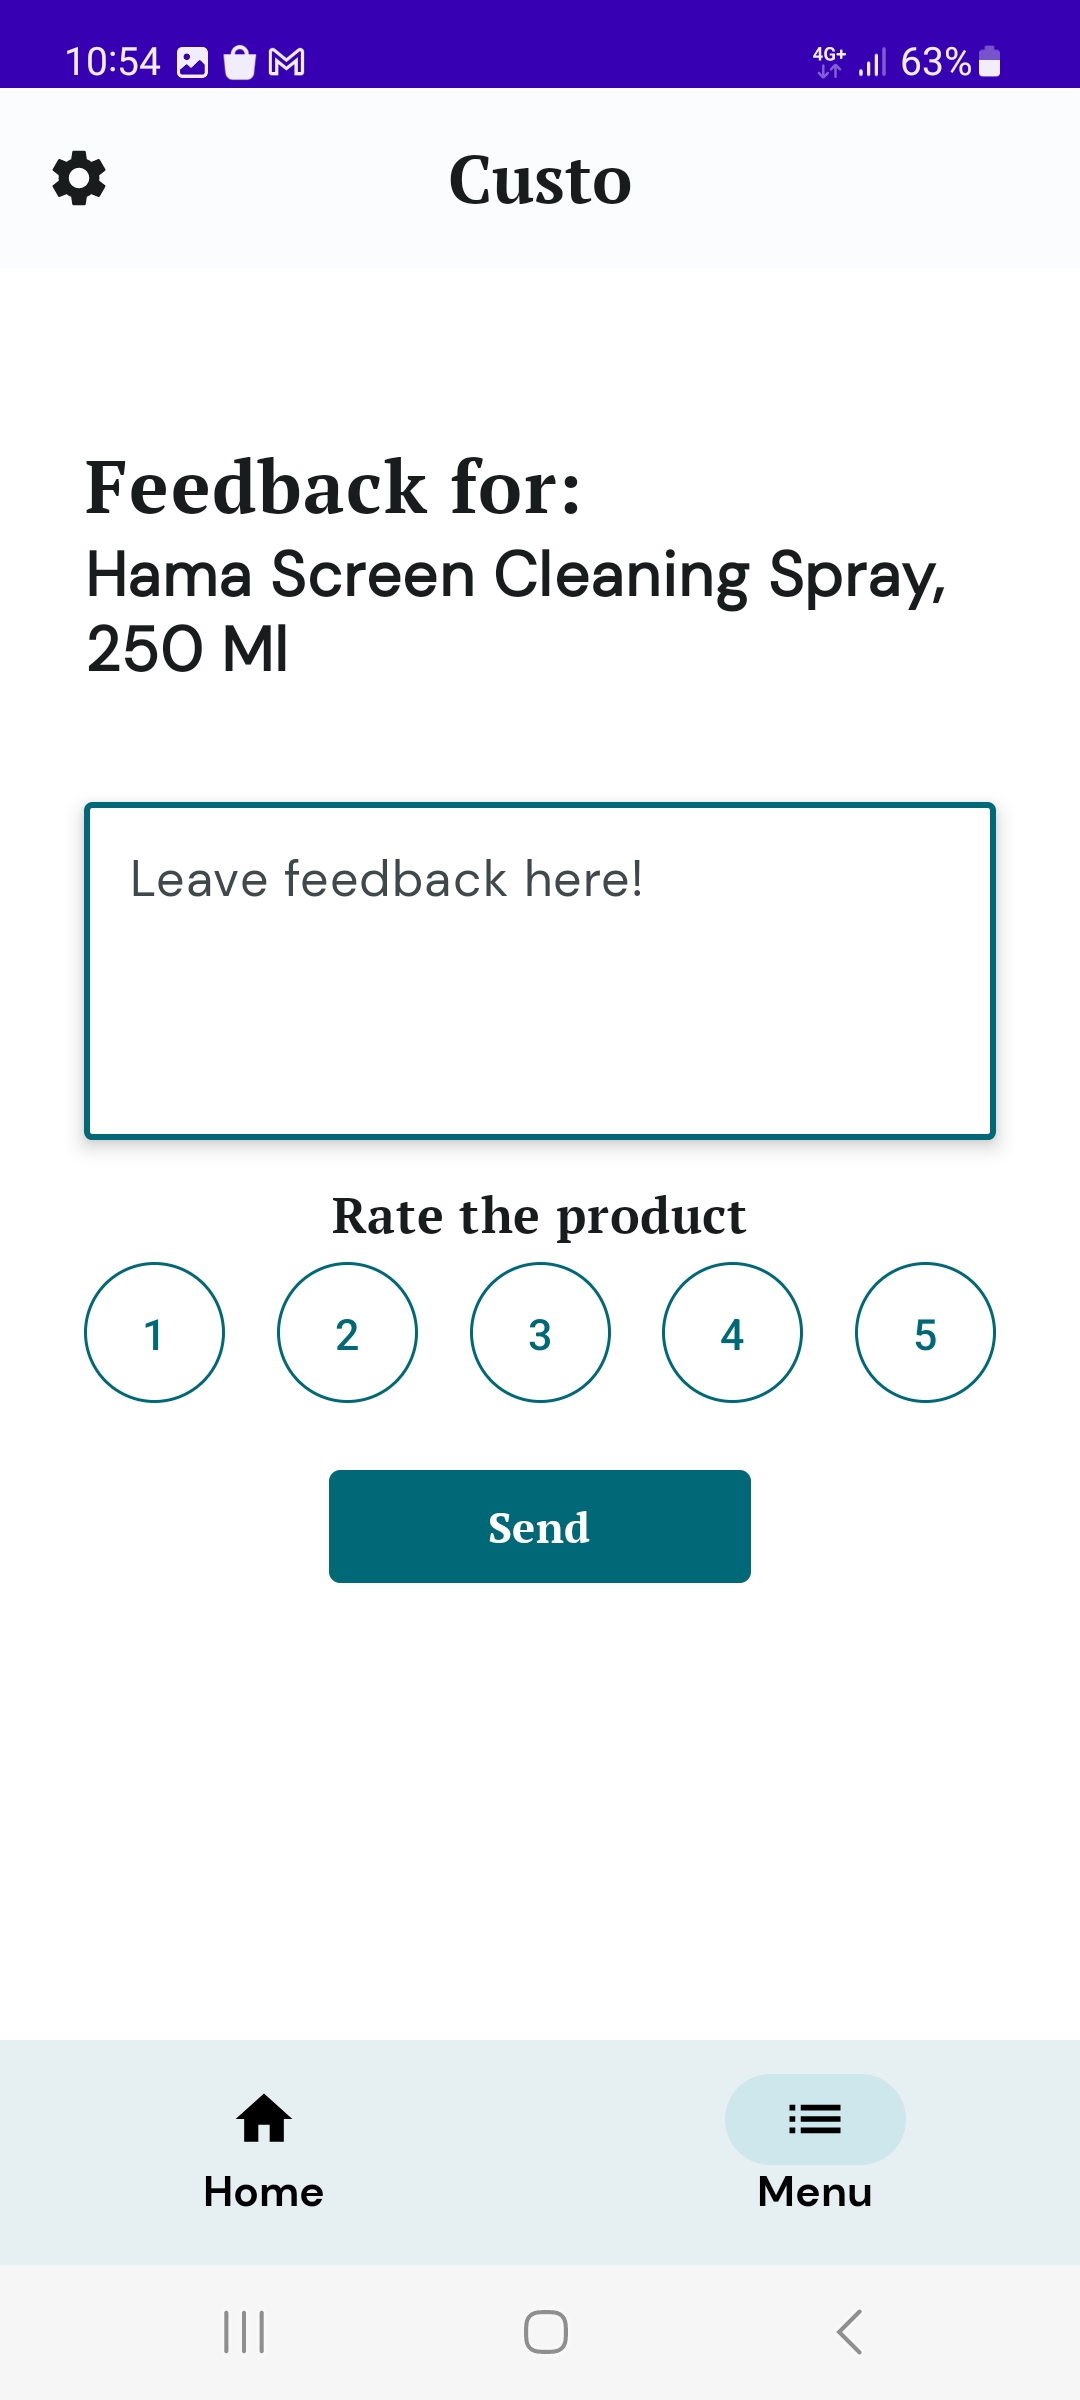 10:54 4G+ 63%
Custo
Feedback for:
Hama Screen Cleaning Spray,
250 Ml
Leave feedback here!
Rate the product
1 2 3 4 5
Send
Home Menu